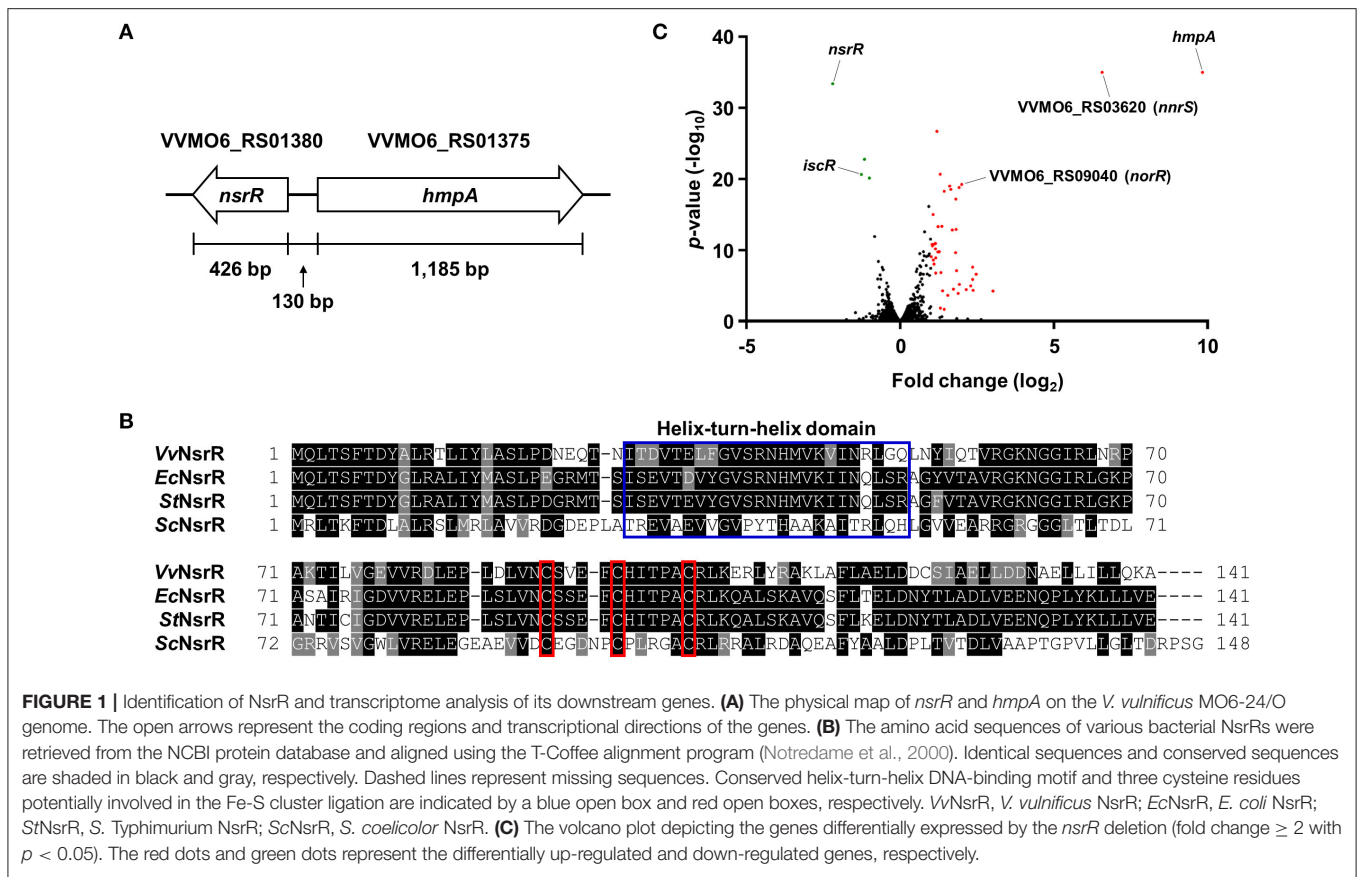 A
VVMO6_RS01380 VVMO6_RS01375
nsrR hmpA
426 bp 1,185 bp
130 bp
C
40
30
20
10
0
-5 0 5 10
p-value (-log10)
Fold change (log2)
nsrR
hmpA
VVMO6_RS03620 (nnrS)
iscR
VVMO6_RS09040 (norR)
B
Helix-turn-helix domain
VvNsrR 1 MQLTSFTDYALRTLIYLASLPDNEQT-NITDVTELFGVSRNHMVKVINRLGQLNYIQTVRGKNGGIRLNRP 70
EcNsrR 1 MQLTSFTDYGLRALIYMASLPEGRMT-SISEVTDVYGVSRNHMVKIINQLSRAGYVTAVRGKNGGIRLGKP 70
StNsrR 1 MQLTSFTDYGLRALIYMASLPDGRMT-SISEVTEVYGVSRNHMVKIINQLSRAGFVTAVRGKNGGIRLGKP 70
ScNsrR 1 MRLTKFTDLALRSLMRLAVVRDGDEPLATREVAEVVGVPYTHAAKAITRLQHLGVVEARRGRGGGLTLTDL 71
VvNsrR 71 AKTILVGEVVRDLEP-LDLVNCSVE-FCHITPACRLKERLYRAKLAFLAELDDCSIAELLDDNAELLILLQKA---- 141
EcNsrR 71 ASAIRIGDVVRELEP-LSLVNCSSE-FCHITPACRLKQALSKAVQSFLTELDNYTLADLVEENQPLYKLLLVE---- 141
StNsrR 71 ANTICIGDVVRELEP-LSLVNCSSE-FCHITPACRLKQALSKAVQSFLKELDNYTLADLVEENQPLYKLLLVE---- 141
ScNsrR 72 GRRVSVGWLVRELEGEAEVVDCEGDNPCPLRGACRLRRALRDAQEAFYAALDPLTVTDLVAAPTGPVLLGLTDRPSG 148
FIGURE 1 | Identification of NsrR and transcriptome analysis of its downstream genes. (A) The physical map of nsrR and hmpA on the V. vulnificus MO6-24/O
genome. The open arrows represent the coding regions and transcriptional directions of the genes. (B) The amino acid sequences of various bacterial NsrRs were
retrieved from the NCBI protein database and aligned using the T-Coffee alignment program (Notredame et al., 2000). Identical sequences and conserved sequences
are shaded in black and gray, respectively. Dashed lines represent missing sequences. Conserved helix-turn-helix DNA-binding motif and three cysteine residues
potentially involved in the Fe-S cluster ligation are indicated by a blue open box and red open boxes, respectively. VvNsrR, V. vulnificus NsrR; EcNsrR, E. coli NsrR;
StNsrR, S. Typhimurium NsrR; ScNsrR, S. coelicolor NsrR. (C) The volcano plot depicting the genes differentially expressed by the nsrR deletion (fold change ≥ 2 with
p < 0.05). The red dots and green dots represent the differentially up-regulated and down-regulated genes, respectively.